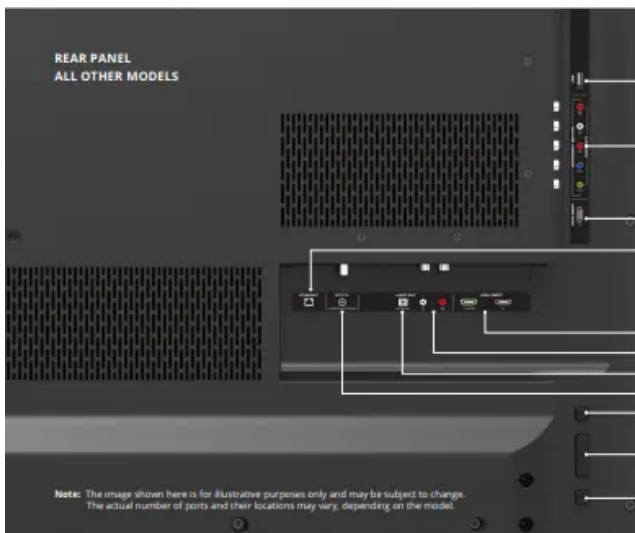 REAR PANEL
ALL OTHER MODELS
ETHERNET
Note: The image shown here is for illustrative purposes only and may be subject to change.
The actual number of ports and their locations may vary, depending on the model.